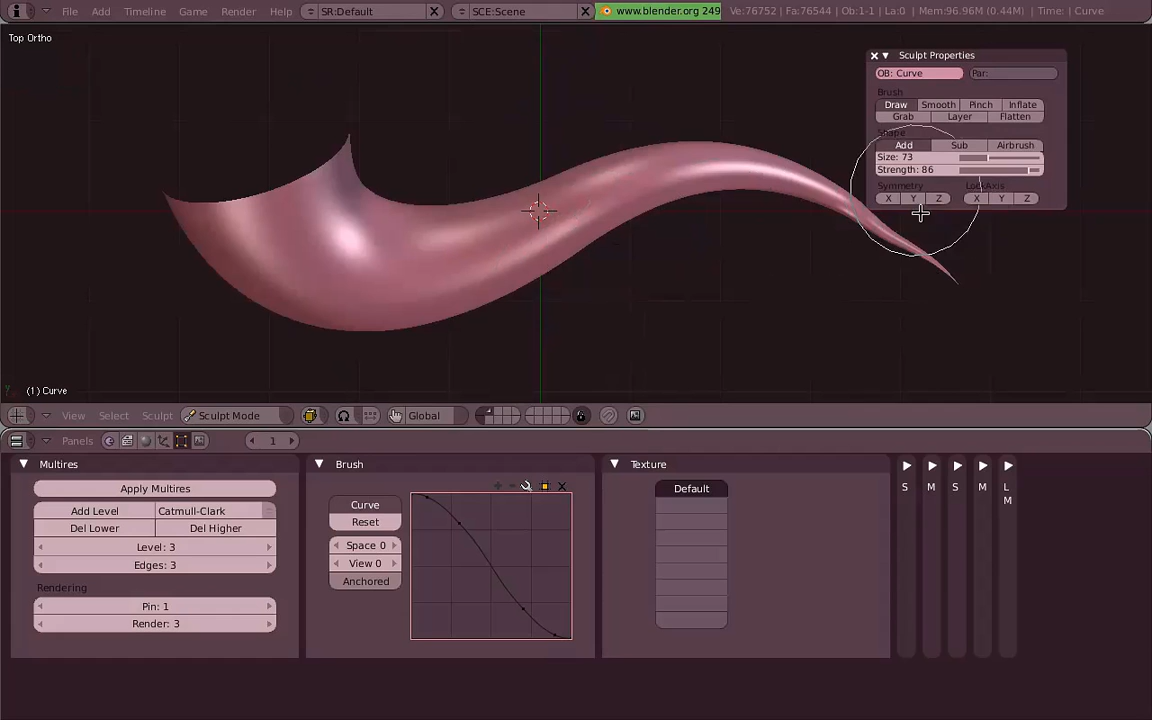 File Add Timeline Game Render Help SR:Default SCE:Scene www.blender.org 249 Ve:76752 | Fa:76544 | Ob:1-1 | La:0 | Mem:96.96M (0.44M) | Time: | Curve
Top Ortho
Sculpt Properties
OB: Curve Par:
Brush
Draw Smooth Pinch Inflate
Grab Layer Flatten
Shape
Add Sub Airbrush
Size: 73
Strength: 86
Symmetry LockAxis
X Y Z X Y Z
(1) Curve
View Select Sculpt Sculpt Mode Global
Panels 1
Multires Brush Texture
Apply Multires
Add Level Catmull-Clark
Del Lower Del Higher
Level: 3
Edges: 3
Rendering
Pin: 1
Render: 3
Curve
Reset
Space 0
View 0
Anchored
Default
S M S M L
M